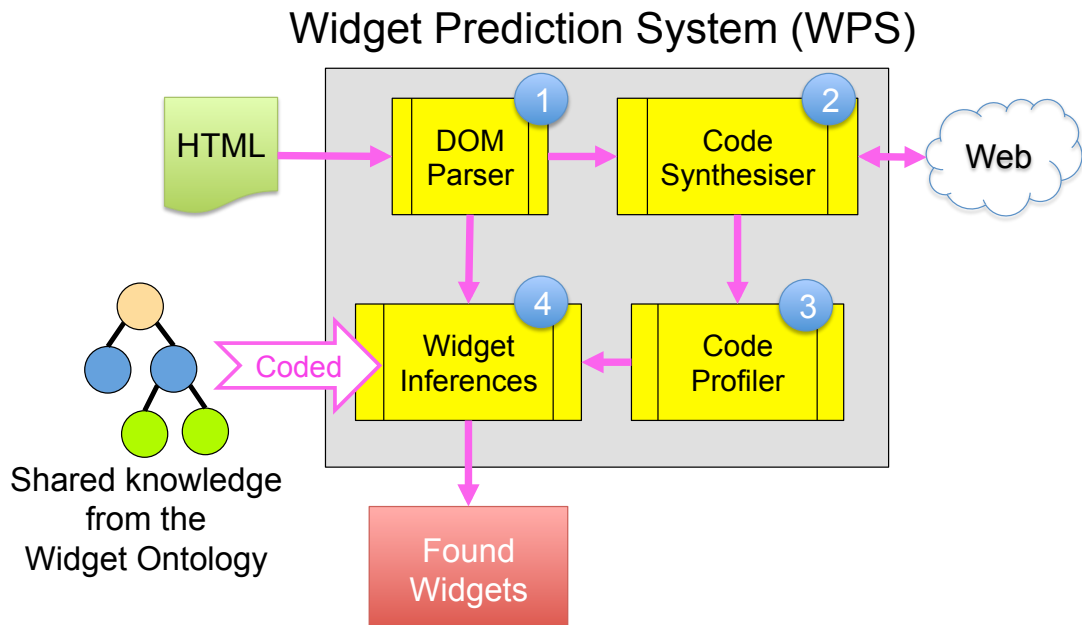 Widget Prediction System (WPS)
HTML
1
DOM
Parser
2
Code
Synthesiser
Web
4
Widget
Inferences
3
Code
Profiler
Coded
Shared knowledge
from the
Widget Ontology
Found
Widgets